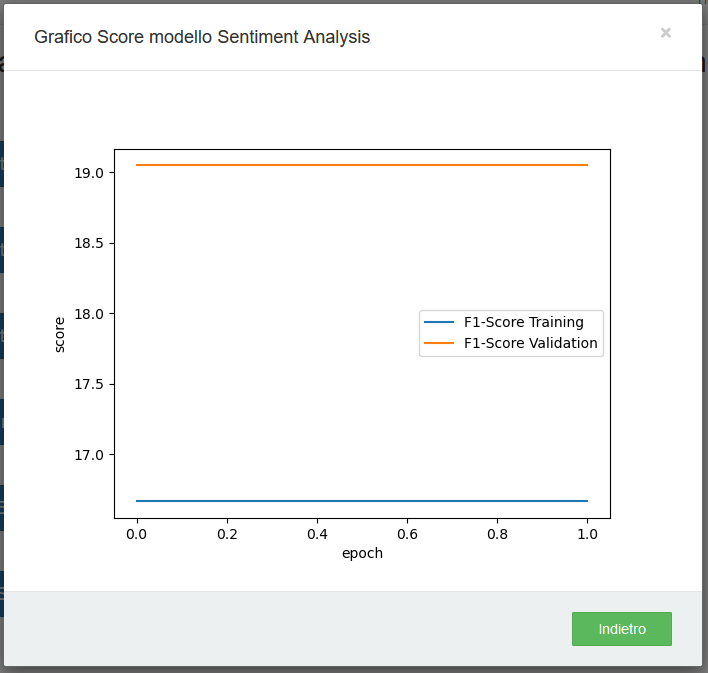 Grafico Score modello Sentiment Analysis
×
19.0
18.5
18.0
17.5
17.0
score
F1-Score Training
F1-Score Validation
0.0 0.2 0.4 0.6 0.8 1.0
epoch
Indietro